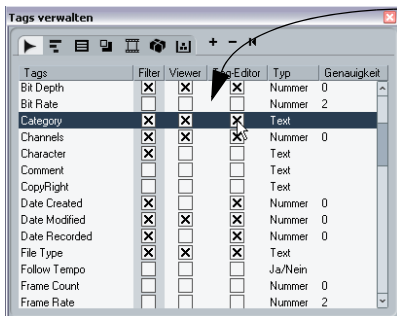 Tags verwalten
Tags Filter Viewer Tag-Editor Typ Genauigkeit
Bit Depth Nummer 0
Bit Rate Nummer 2
Category Text
Channels Nummer 0
Character Text
Comment Text
CopyRight Text
Date Created Nummer 0
Date Modified Nummer 0
Date Recorded Nummer 0
File Type Text
Follow Tempo Ja/Nein
Frame Count Nummer 0
Frame Rate Nummer 2